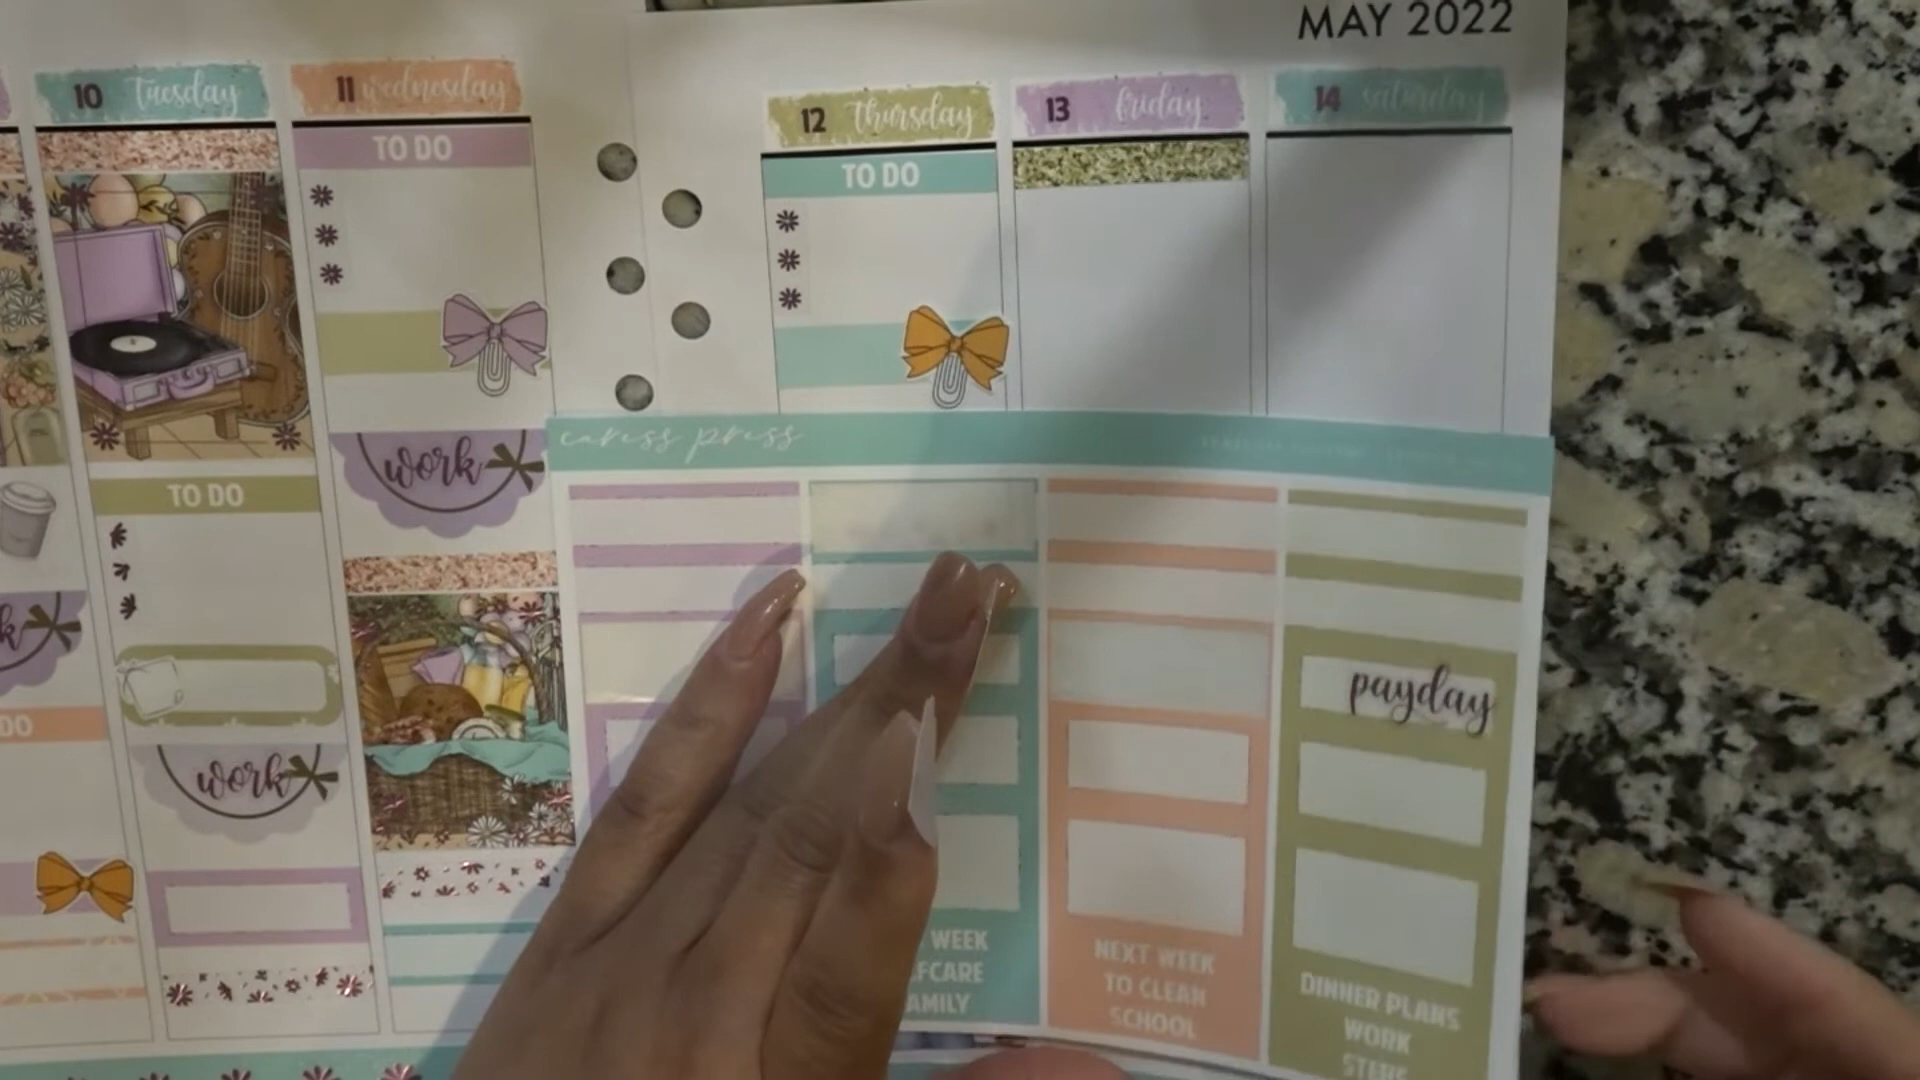 MAY 2022
10 tuesday
11 wednesday
12 thursday
13 friday
14 saturday
TO DO
TO DO
work
TO DO
work
k
DO
caress press
payday
WEEK
FCARE
AMILY
NEXT WEEK
TO CLEAN
SCHOOL
DINNER PLANS
WORK
STEPS